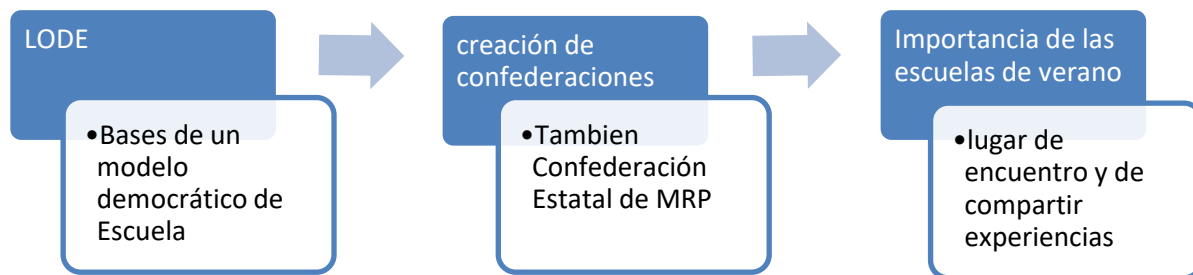 LODE
•Bases de un
modelo
democrático de
Escuela
creación de
confederaciones
•Tambien
Confederación
Estatal de MRP
Importancia de las
escuelas de verano
•lugar de
encuentro y de
compartir
experiencias